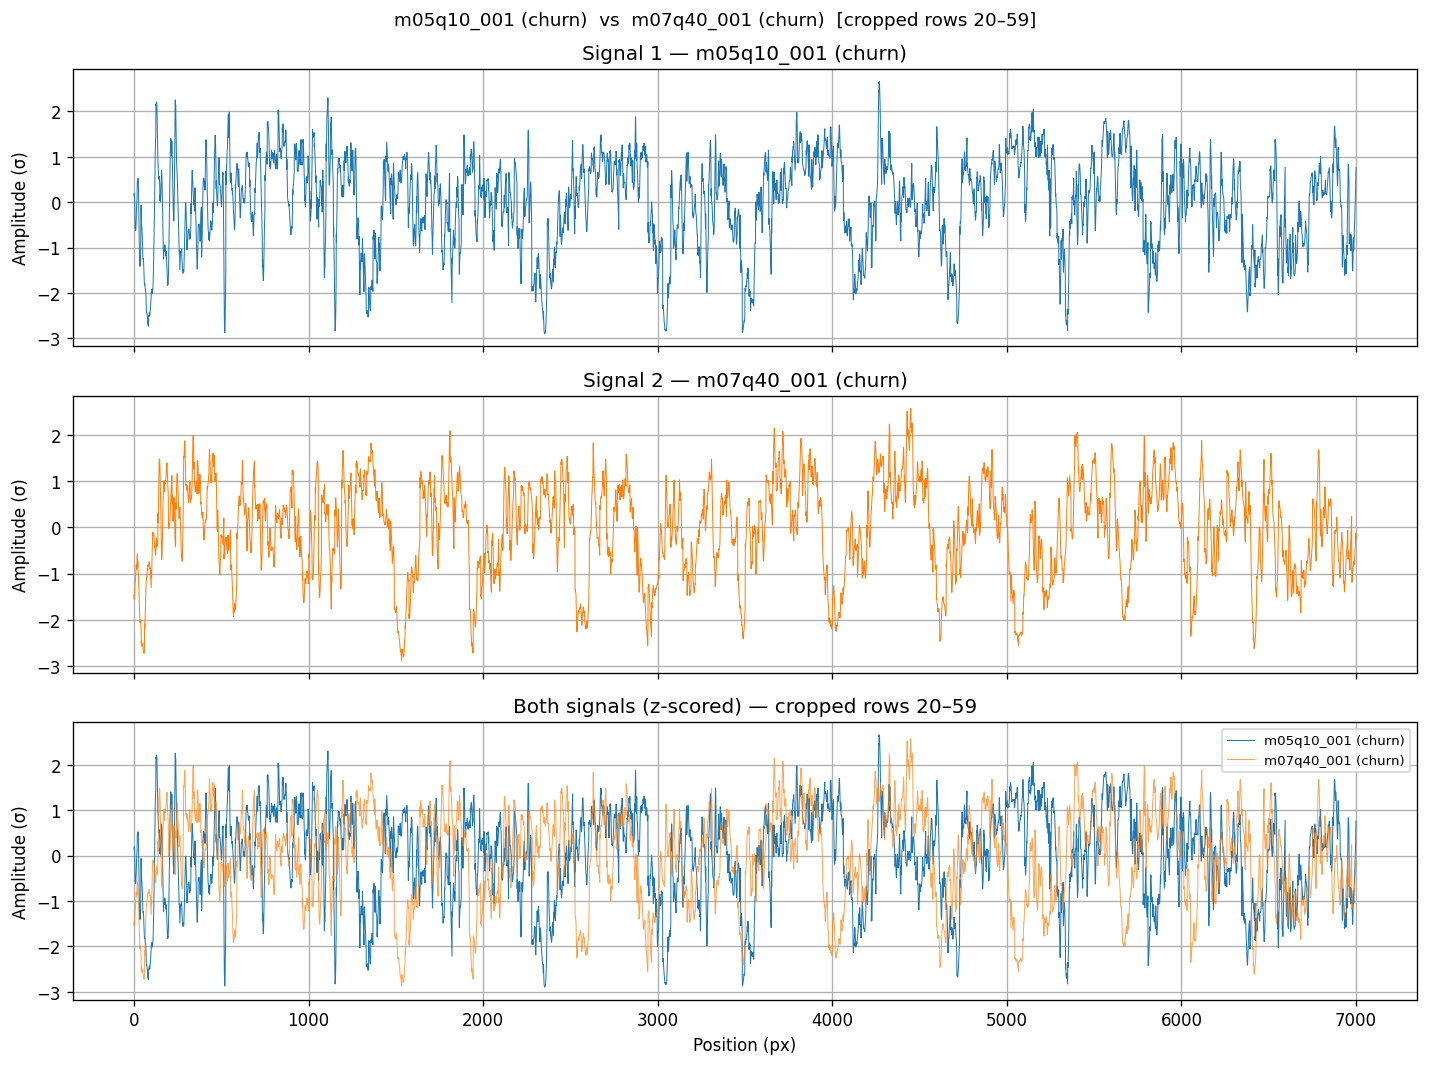 m05q10_001 (churn)  vs  m07q40_001 (churn)  [cropped rows 20–59]
Signal 1 — m05q10_001 (churn)
Amplitude (σ)
2
1
0
−1
−2
−3
Signal 2 — m07q40_001 (churn)
Amplitude (σ)
2
1
0
−1
−2
−3
Both signals (z-scored) — cropped rows 20–59
m05q10_001 (churn)
m07q40_001 (churn)
Amplitude (σ)
2
1
0
−1
−2
−3
0 1000 2000 3000 4000 5000 6000 7000
Position (px)